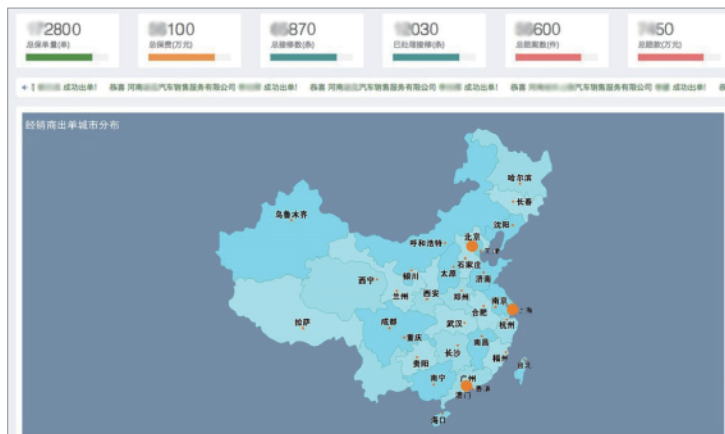 2800
100
870
030
600
50
总保单量(单)
总保费(万元)
总接修数(条)
已处理接修(条)
总赔案数(件)
总赔款(万元)
成功出单! 恭喜 河南 汽车销售服务有限公司 成功出单! 恭喜 河南 汽车销售服务有限公司 成功出单! 恭喜 汽车销售服务有限公司 成功出单! 恭
经销商出单城市分布
哈尔滨
长春
乌鲁木齐
沈阳
呼和浩特
北京
天津
石家庄
西宁
银川
太原
济南
兰州
西安
郑州
南京
上海
合肥
拉萨
成都
武汉
杭州
重庆
南昌
长沙
贵阳
福州
台北
南宁
广州
香港
澳门
海口